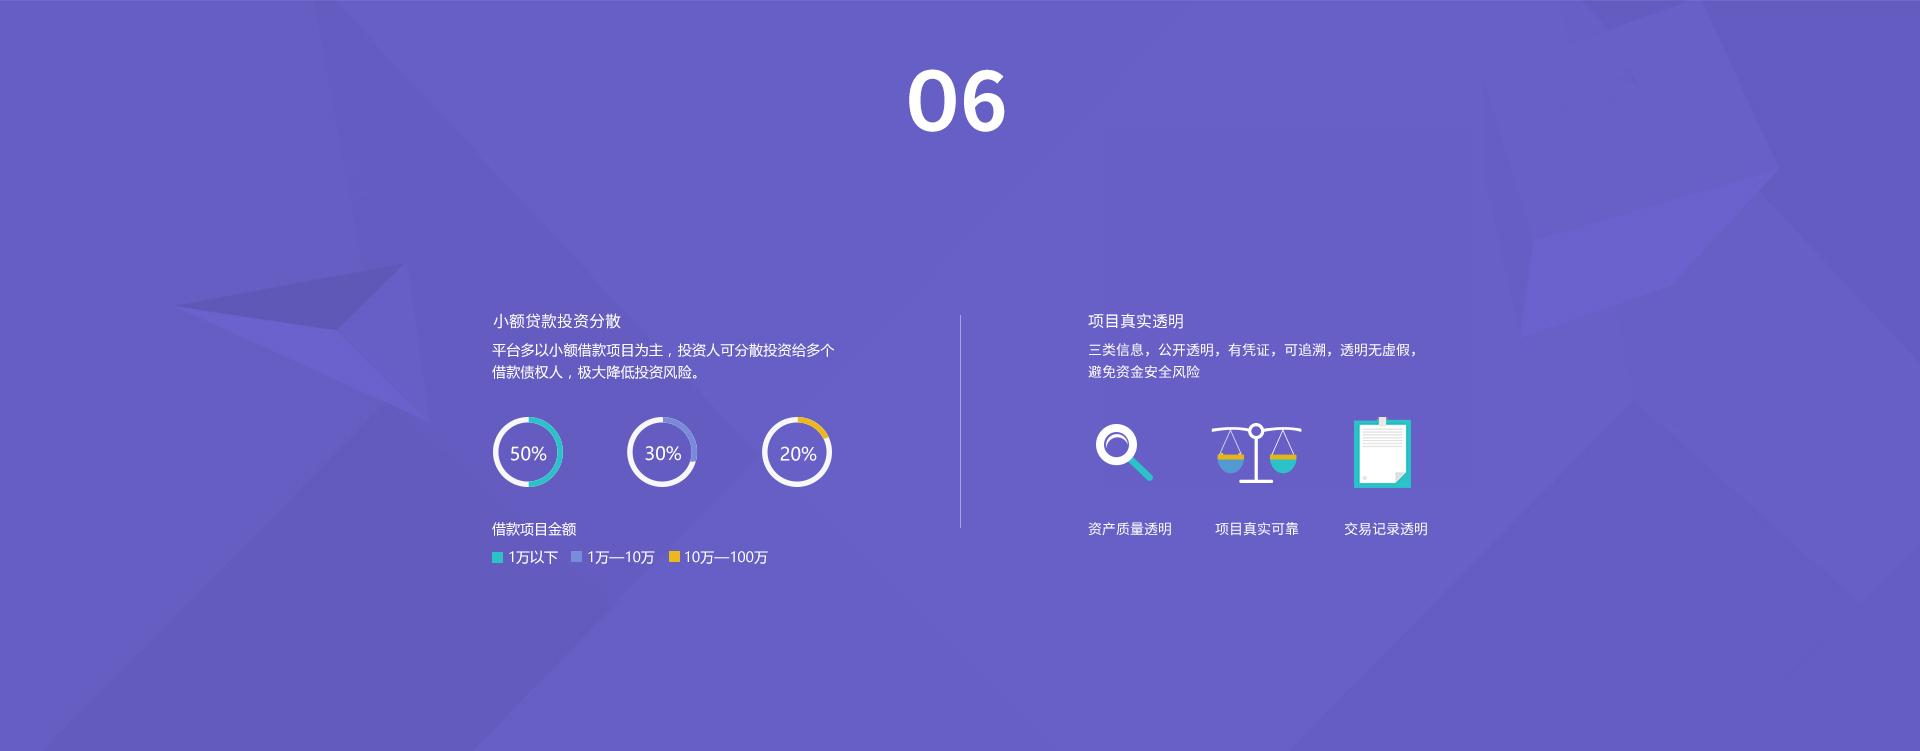 06
小额贷款投资分散
平台多以小额借款项目为主，投资人可分散投资给多个
借款债权人，极大降低投资风险。
50%
30%
20%
借款项目金额
1万以下 1万—10万 10万—100万
项目真实透明
三类信息，公开透明，有凭证，可追溯，透明无虚假，
避免资金安全风险
资产质量透明
项目真实可靠
交易记录透明